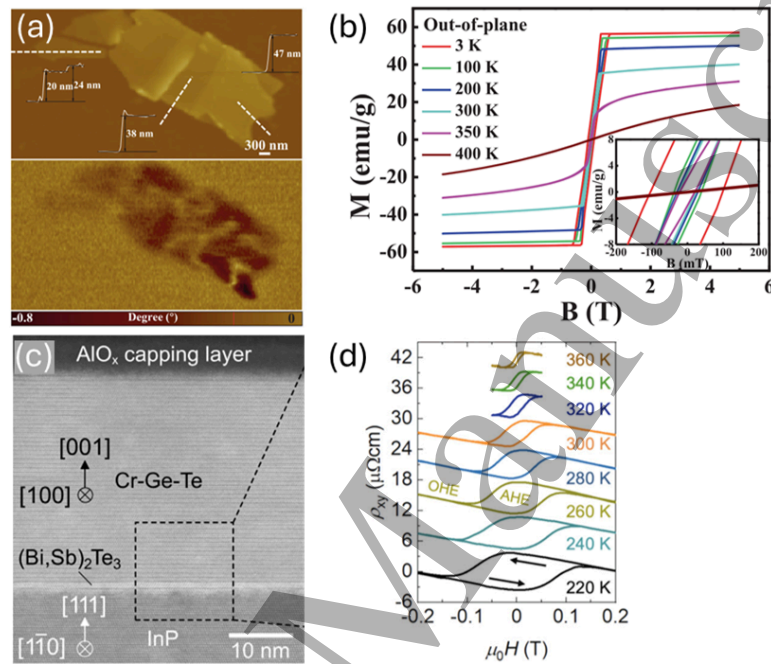 (a)
47 nm
20 nm
24 nm
38 nm
300 nm
-0.8
Degree (°)
0
(b)
Out-of-plane
3 K
100 K
200 K
300 K
350 K
400 K
M (emu/g)
60
40
20
0
-20
-40
-60
-6
-4
-2
0
2
4
6
B (T)
M (emu/g)
8
4
0
-4
-8
-200
-100
0
100
200
B (mT)
(c)
AlOx capping layer
[001]
[100]
Cr-Ge-Te
(Bi,Sb)2Te3
[111]
[11̅0]
InP
10 nm
(d)
ρxy (μΩcm)
42
36
30
24
18
12
6
0
-6
360 K
340 K
320 K
300 K
280 K
260 K
240 K
220 K
OHE
AHE
-0.2
-0.1
0
0.1
0.2
μ0H (T)
Manusc